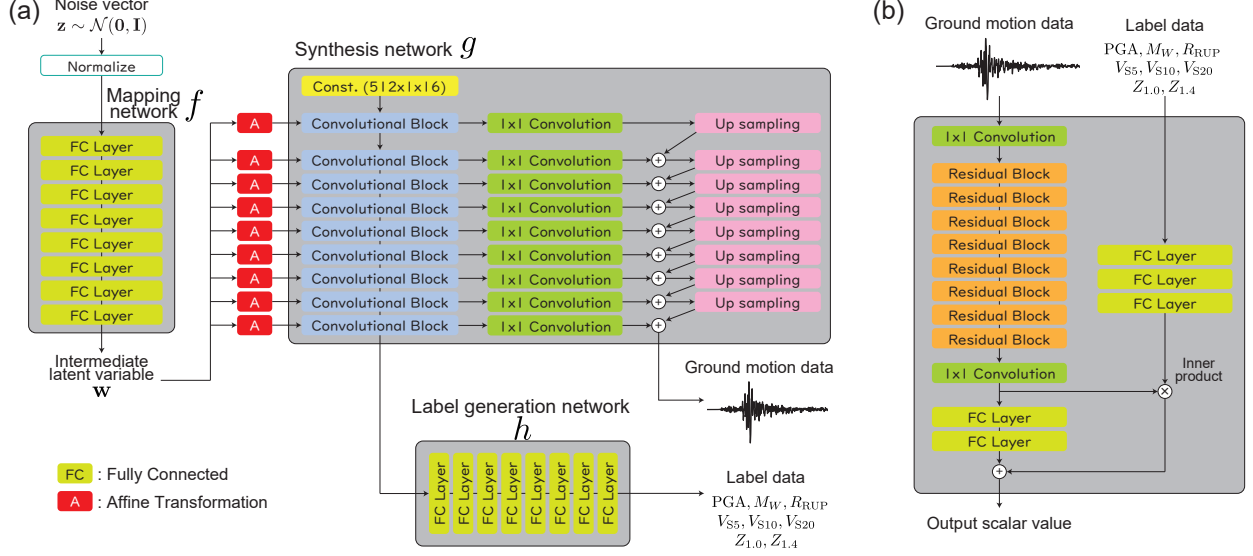 (a)
Noise vector
z ∼ N(0, I)
Normalize
Mapping
network f
FC Layer
FC Layer
FC Layer
FC Layer
FC Layer
FC Layer
FC Layer
FC Layer
Intermediate
latent variable
w
Synthesis network g
Const. (512x1x16)
A Convolutional Block 1x1 Convolution Up sampling
A Convolutional Block 1x1 Convolution + Up sampling
A Convolutional Block 1x1 Convolution + Up sampling
A Convolutional Block 1x1 Convolution + Up sampling
A Convolutional Block 1x1 Convolution + Up sampling
A Convolutional Block 1x1 Convolution + Up sampling
A Convolutional Block 1x1 Convolution + Up sampling
A Convolutional Block 1x1 Convolution + Up sampling
A Convolutional Block 1x1 Convolution +
Ground motion data
Label generation network
h
FC Layer
FC Layer
FC Layer
FC Layer
FC Layer
FC Layer
FC Layer
FC Layer
Label data
PGA, M_W, R_RUP
V_S5, V_S10, V_S20
Z_1.0, Z_1.4
FC : Fully Connected
A : Affine Transformation
(b)
Ground motion data
Label data
PGA, M_W, R_RUP
V_S5, V_S10, V_S20
Z_1.0, Z_1.4
1x1 Convolution
Residual Block
Residual Block
Residual Block
Residual Block
Residual Block
Residual Block
Residual Block
Residual Block
1x1 Convolution
FC Layer
FC Layer
FC Layer
Inner
product
×
FC Layer
FC Layer
+
Output scalar value